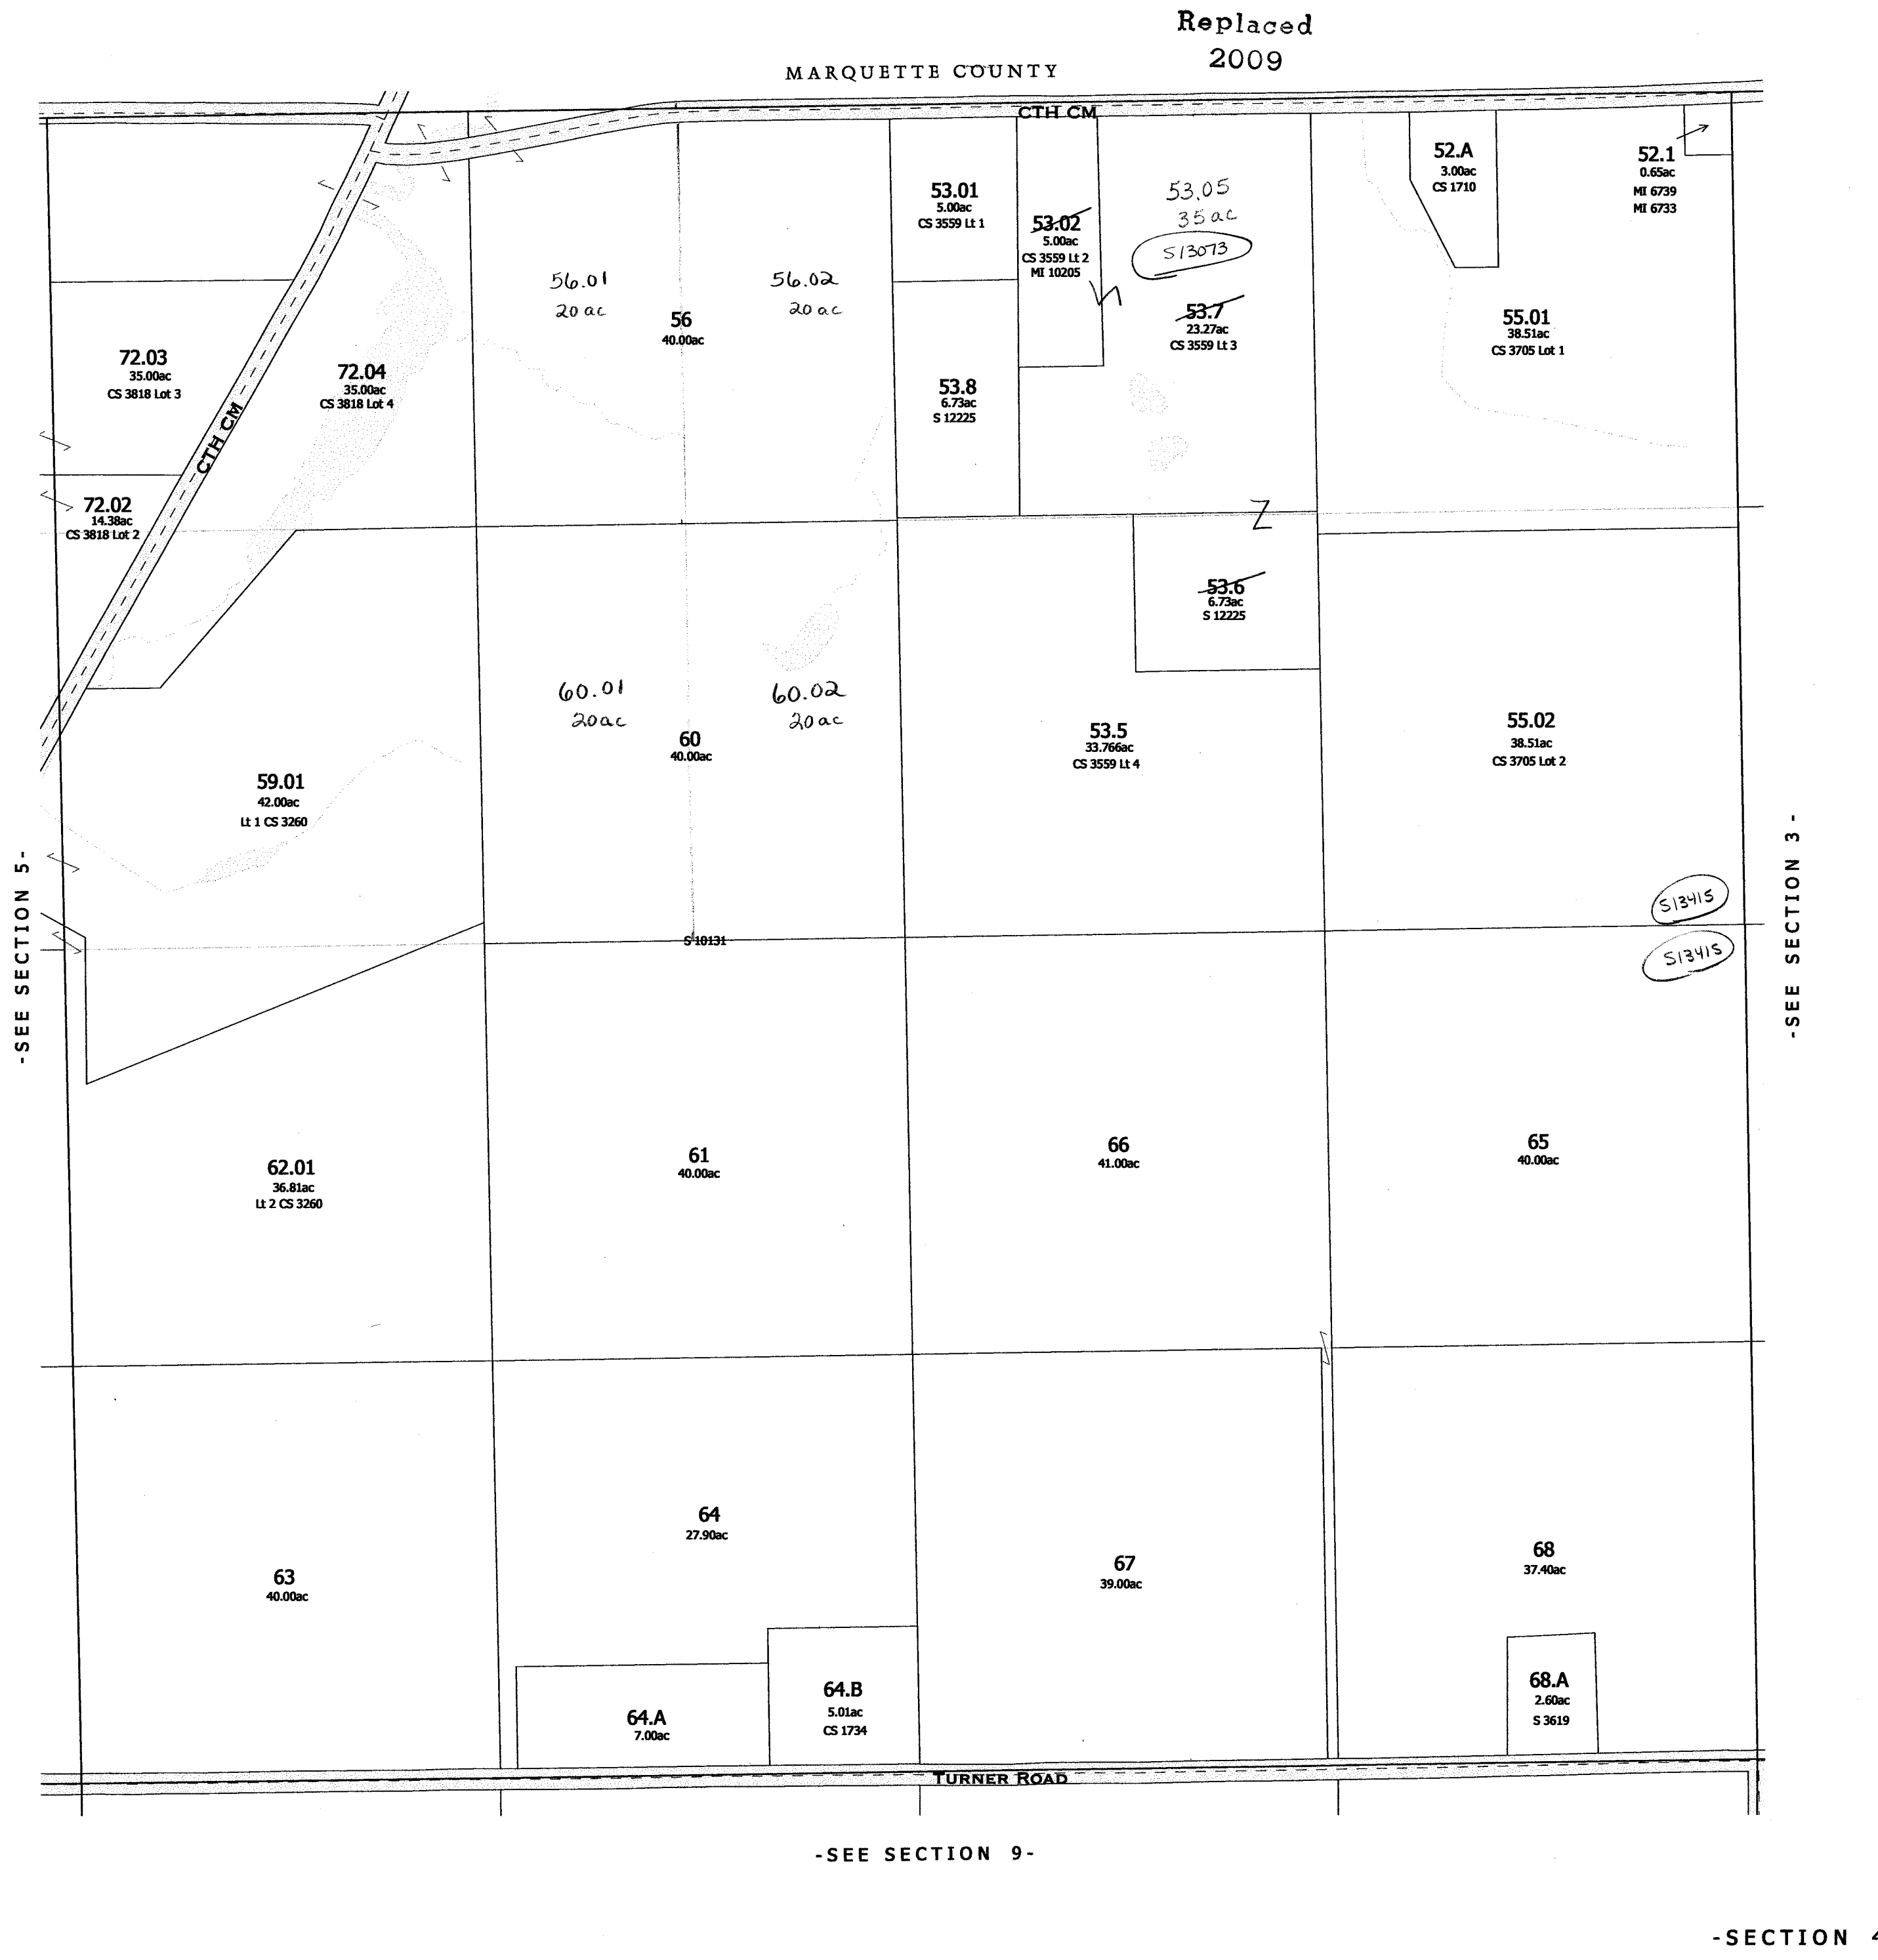 Replaced
2009
MARQUETTE COUNTY
CTH CM
52.A
3.00ac
CS 1710
52.1
0.65ac
MI 6739
MI 6733
53.01
5.00ac
CS 3559 Lt 1
53.02
5.00ac
CS 3559 Lt 2
MI 10205
53.05
35 ac
S13073
53.7
23.27ac
CS 3559 Lt 3
55.01
38.51ac
CS 3705 Lot 1
56.01
20 ac
56.02
20 ac
56
40.00ac
72.03
35.00ac
CS 3818 Lot 3
72.04
35.00ac
CS 3818 Lot 4
CTH CM
53.8
6.73ac
S 12225
72.02
14.38ac
CS 3818 Lot 2
53.6
6.73ac
S 12225
60.01
20ac
60.02
20ac
60
40.00ac
53.5
33.766ac
CS 3559 Lt 4
55.02
38.51ac
CS 3705 Lot 2
59.01
42.00ac
Lt 1 CS 3260
-SEE SECTION 5-
-SEE SECTION 3-
S13415
S 10131
S13415
62.01
36.81ac
Lt 2 CS 3260
61
40.00ac
66
41.00ac
65
40.00ac
63
40.00ac
64
27.90ac
67
39.00ac
68
37.40ac
64.A
7.00ac
64.B
5.01ac
CS 1734
68.A
2.60ac
S 3619
TURNER ROAD
-SEE SECTION 9-
-SECTION 4